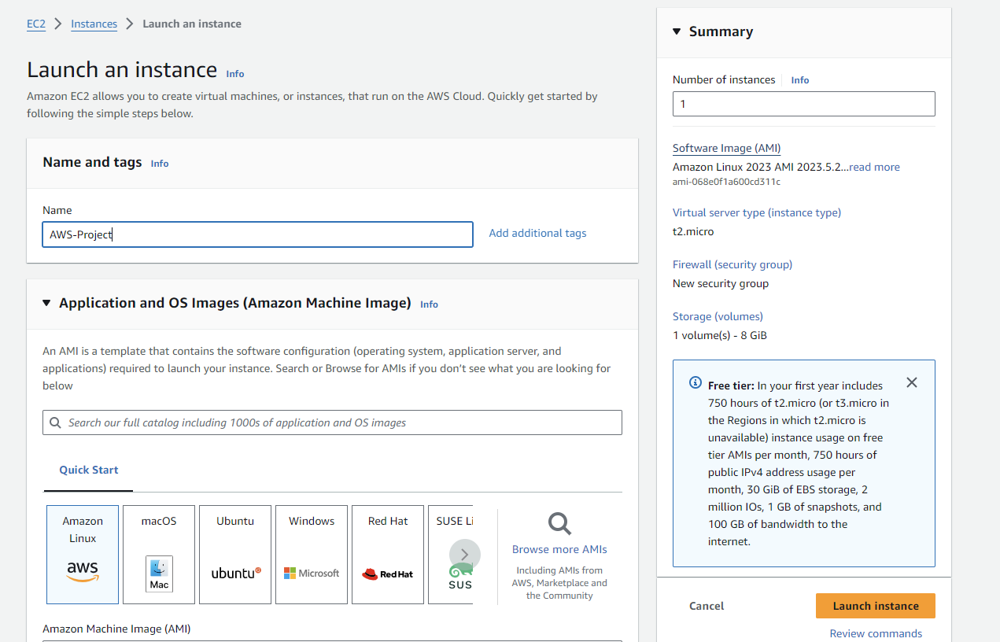 EC2 > Instances > Launch an instance
Launch an instance Info
Amazon EC2 allows you to create virtual machines, or instances, that run on the AWS Cloud. Quickly get started by
following the simple steps below.
Name and tags Info
Name
AWS-Project
Add additional tags
Application and OS Images (Amazon Machine Image) Info
An AMI is a template that contains the software configuration (operating system, application server, and
applications) required to launch your instance. Search or Browse for AMIs if you don't see what you are looking for
below
Search our full catalog including 1000s of application and OS images
Quick Start
Amazon
Linux
aws
macOS
Mac
Ubuntu
ubuntu
Windows
Microsoft
Red Hat
Red Hat
SUSE Li
SUS
Browse more AMIs
Including AMIs from
AWS, Marketplace and
the Community
Amazon Machine Image (AMI)
Summary
Number of instances Info
1
Software Image (AMI)
Amazon Linux 2023 AMI 2023.5.2...read more
ami-068e0f1a600cd311c
Virtual server type (instance type)
t2.micro
Firewall (security group)
New security group
Storage (volumes)
1 volume(s) - 8 GiB
Free tier: In your first year includes
750 hours of t2.micro (or t3.micro in
the Regions in which t2.micro is
unavailable) instance usage on free
tier AMIs per month, 750 hours of
public IPv4 address usage per
month, 30 GiB of EBS storage, 2
million IOs, 1 GB of snapshots, and
100 GB of bandwidth to the
internet.
Cancel
Launch instance
Review commands